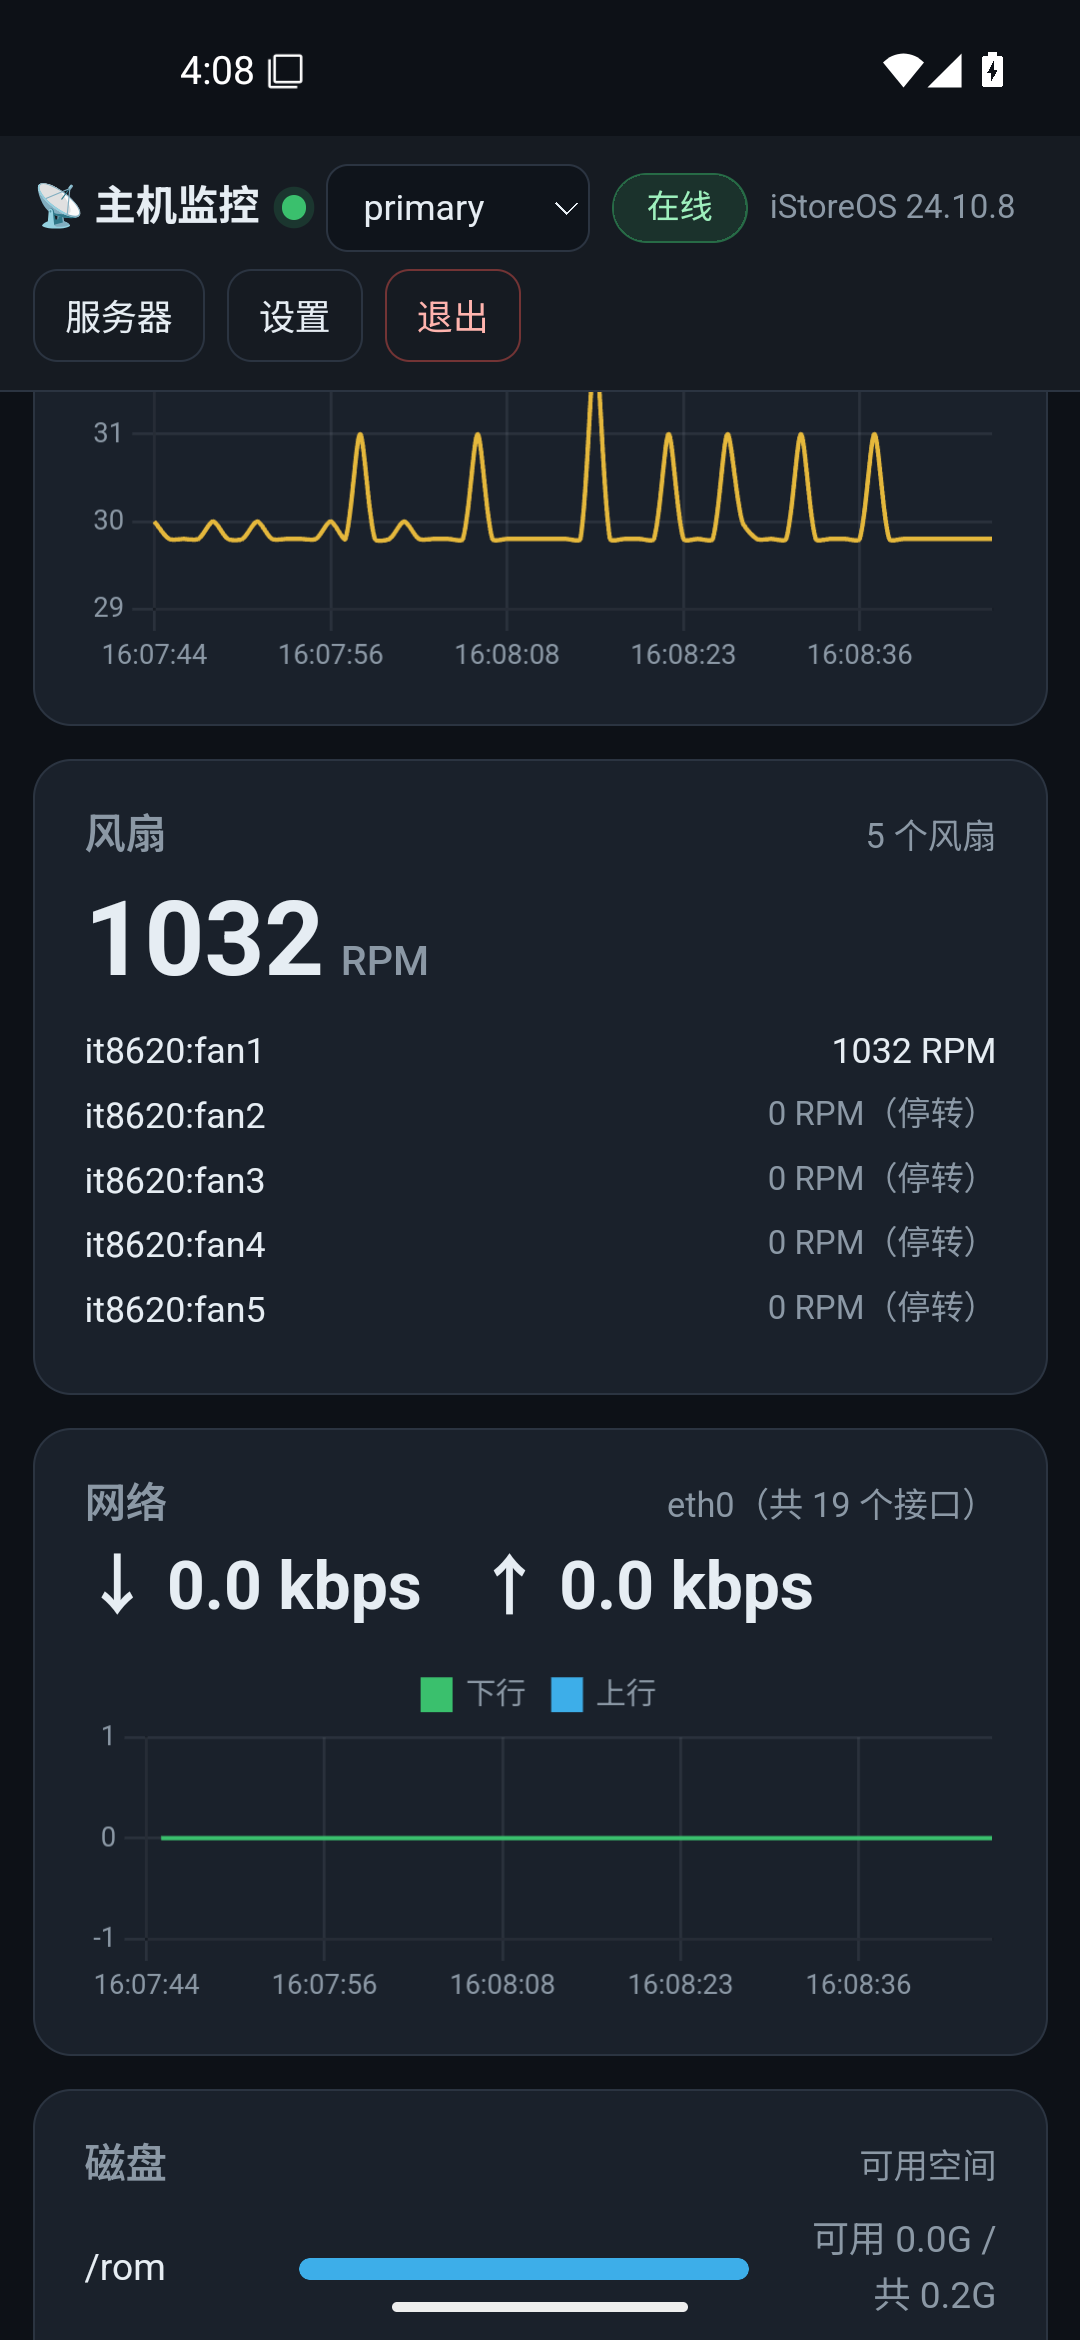 4:08
主机监控 primary 在线 iStoreOS 24.10.8
服务器 设置 退出
31
30
29
16:07:44 16:07:56 16:08:08 16:08:23 16:08:36
风扇 5 个风扇
1032 RPM
it8620:fan1 1032 RPM
it8620:fan2 0 RPM（停转）
it8620:fan3 0 RPM（停转）
it8620:fan4 0 RPM（停转）
it8620:fan5 0 RPM（停转）
网络 eth0（共 19 个接口）
↓ 0.0 kbps ↑ 0.0 kbps
下行 上行
1
0
-1
16:07:44 16:07:56 16:08:08 16:08:23 16:08:36
磁盘 可用空间
/rom 可用 0.0G /
共 0.2G